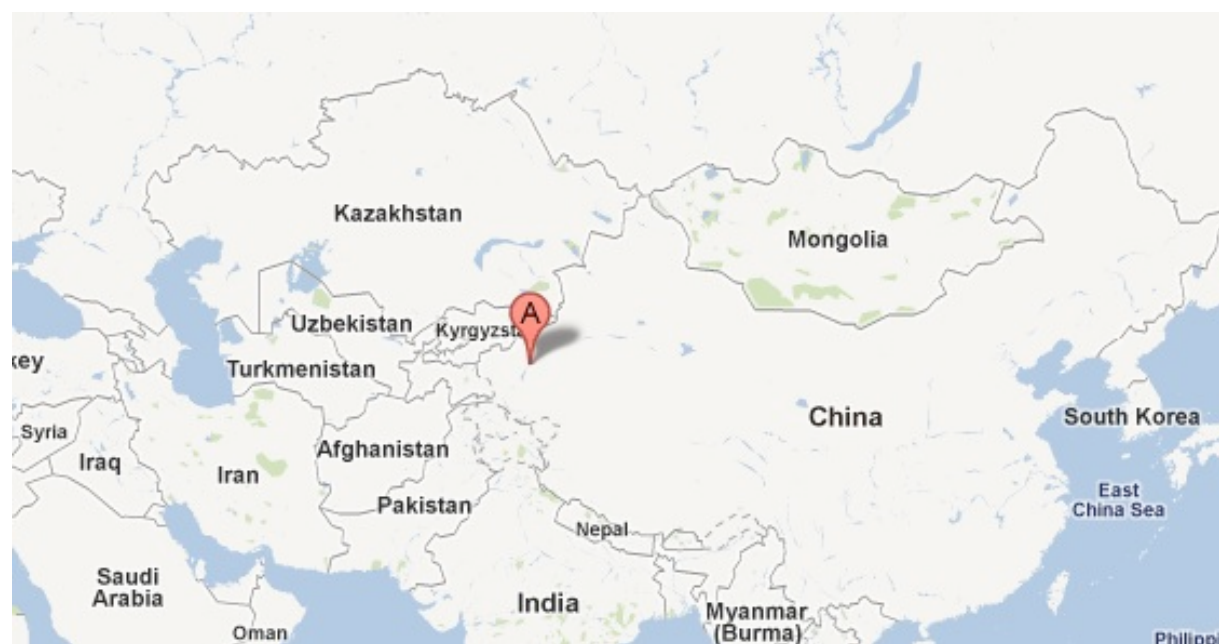 Kazakhstan
Mongolia
A
Uzbekistan
Kyrgyzsta
key
Turkmenistan
China
South Korea
Syria
Afghanistan
Iraq
Iran
Pakistan
East
China Sea
Nepal
Saudi
Arabia
India
Myanmar
(Burma)
Oman
Philipp